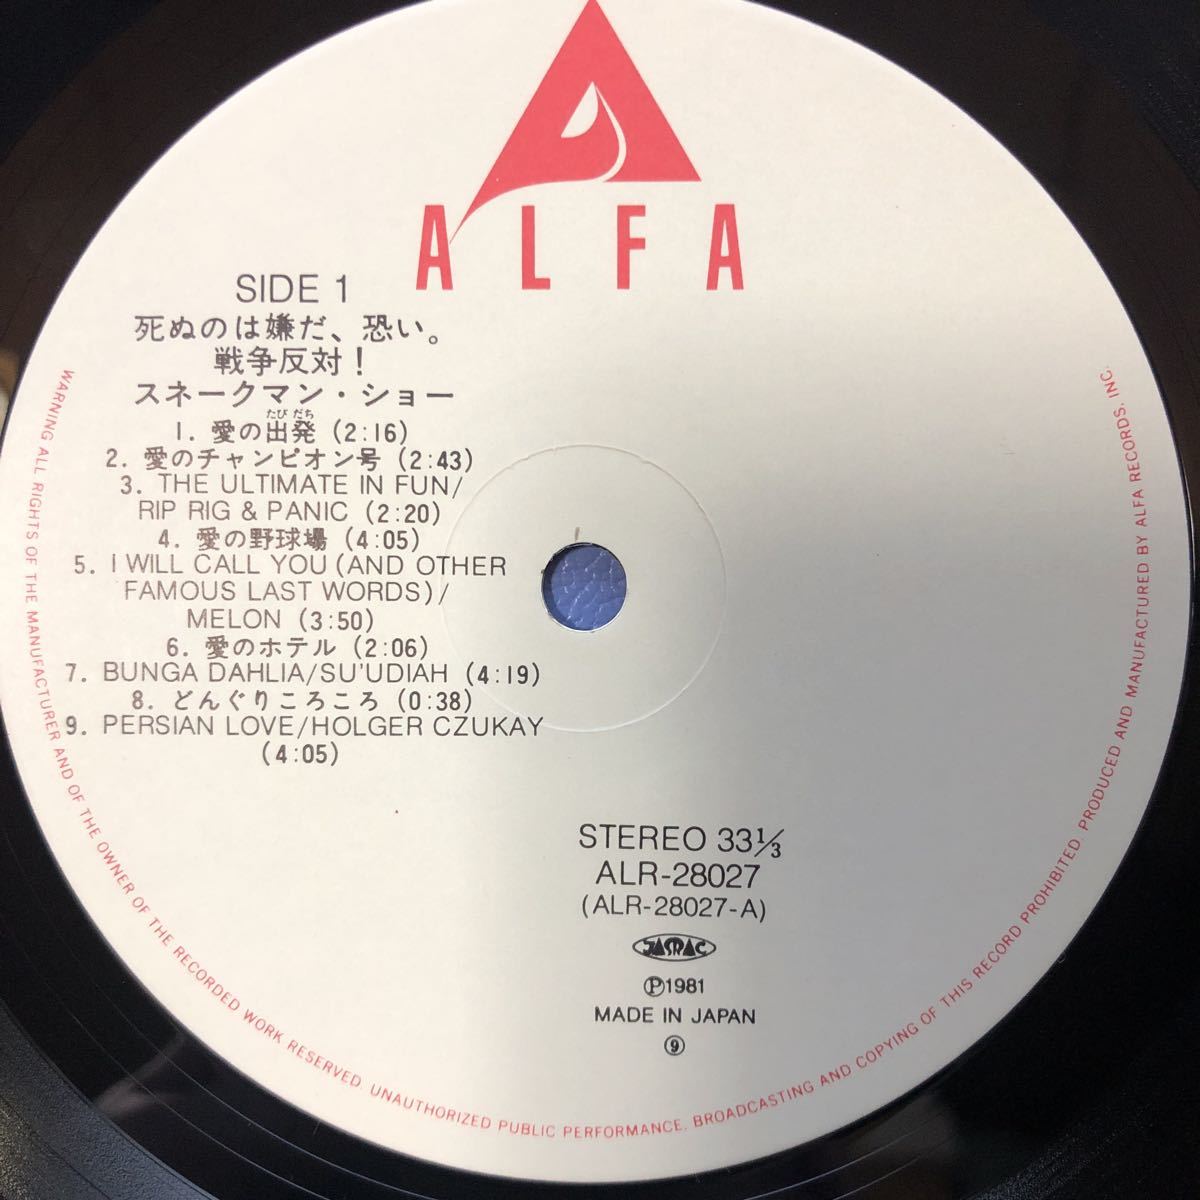 ALFA
SIDE 1
死ぬのは嫌だ、恐い。
戦争反対！
スネークマン・ショー
たび だち
1. 愛の出発 (2:16)
2. 愛のチャンピオン号 (2:43)
3. THE ULTIMATE IN FUN/
RIP RIG & PANIC (2:20)
4. 愛の野球場 (4:05)
5. I WILL CALL YOU (AND OTHER
FAMOUS LAST WORDS)/
MELON (3:50)
6. 愛のホテル (2:06)
7. BUNGA DAHLIA/SU'UDIAH (4:19)
8. どんぐりころころ (0:38)
9. PERSIAN LOVE/HOLGER CZUKAY
(4:05)
STEREO 33⅓
ALR-28027
(ALR-28027-A)
JASRAC
Ⓟ1981
MADE IN JAPAN
⑨
WARNING ALL RIGHTS OF THE MANUFACTURER AND OF THE OWNER OF THE RECORDED WORK RESERVED. UNAUTHORIZED PUBLIC PERFORMANCE. BROADCASTING AND COPYING OF THIS RECORD PROHIBITED. PRODUCED AND MANUFACTURED BY ALFA RECORDS, INC.